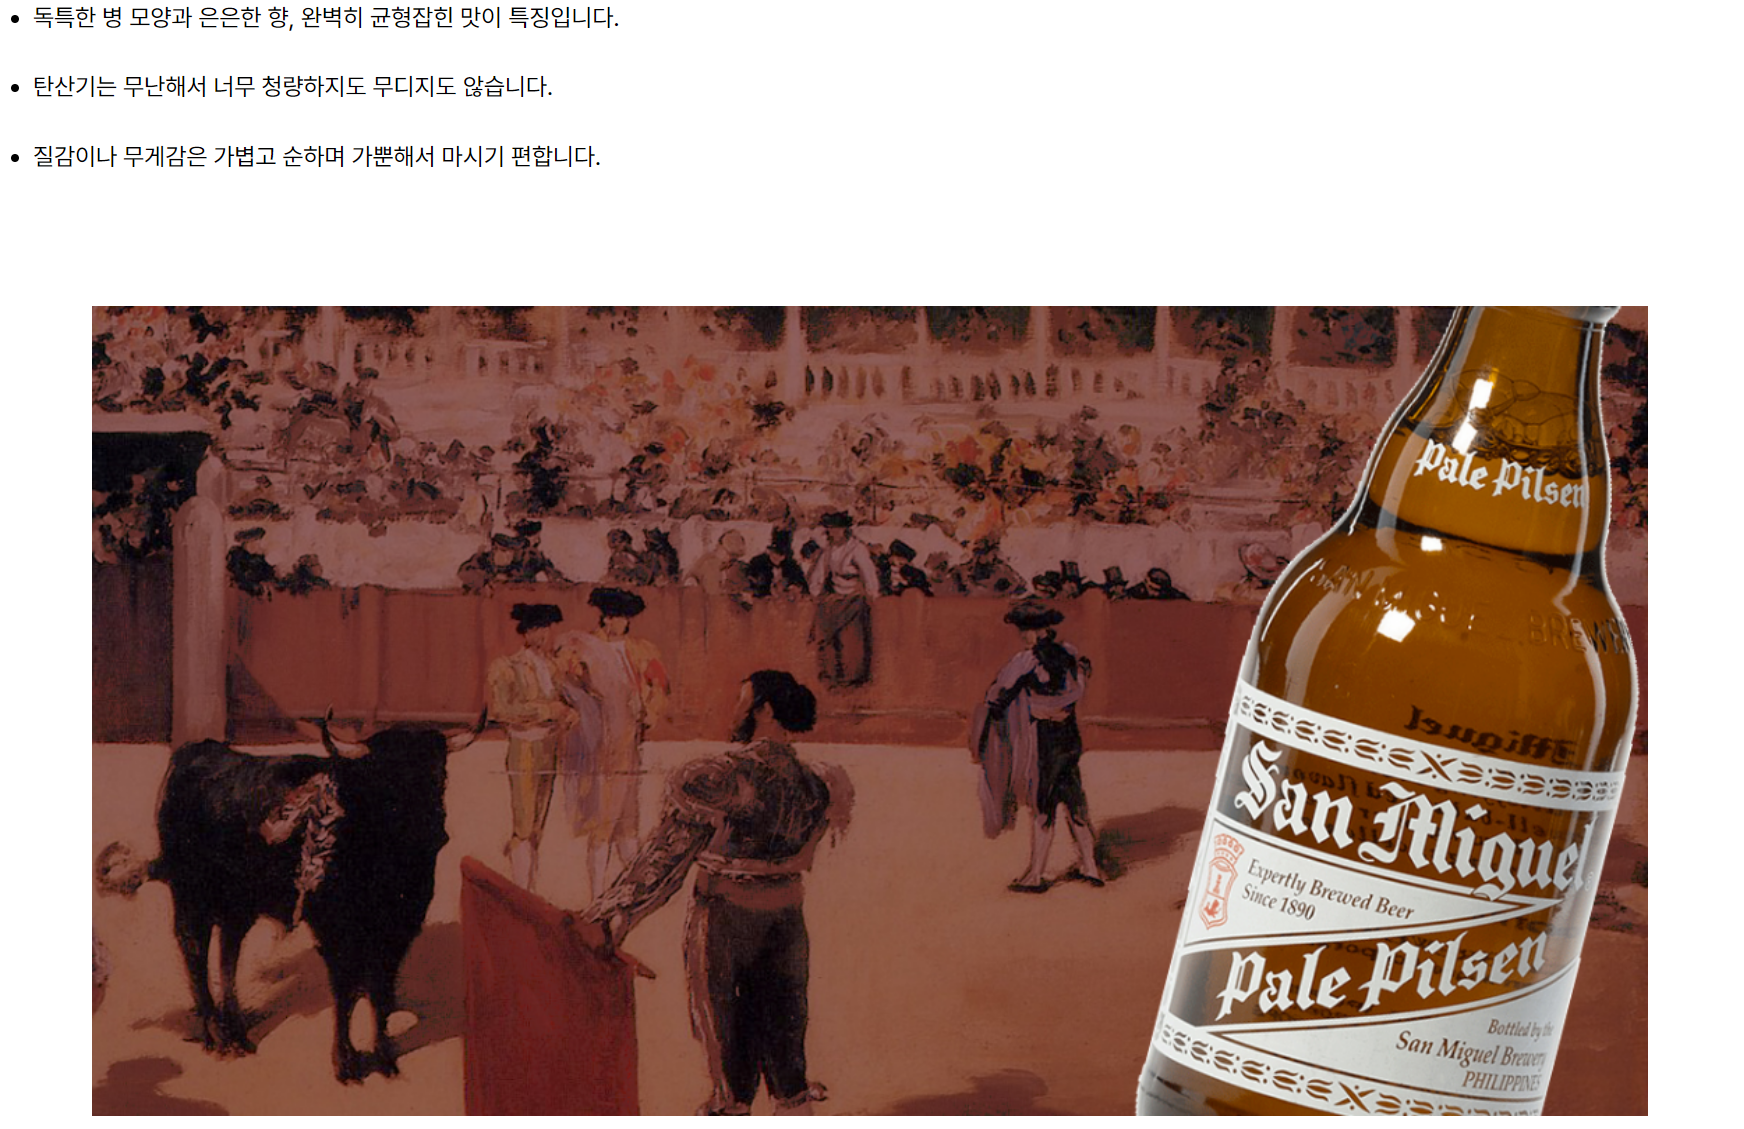 독특한 병 모양과 은은한 향, 완벽히 균형잡힌 맛이 특징입니다.
탄산기는 무난해서 너무 청량하지도 무디지도 않습니다.
질감이나 무게감은 가볍고 순하며 가뿐해서 마시기 편합니다.
Pale Pilsen
San Miguel
Expertly Brewed Beer
Since 1890
Pale Pilsen
Bottled by the
San Miguel Brewery
PHILIPPINES